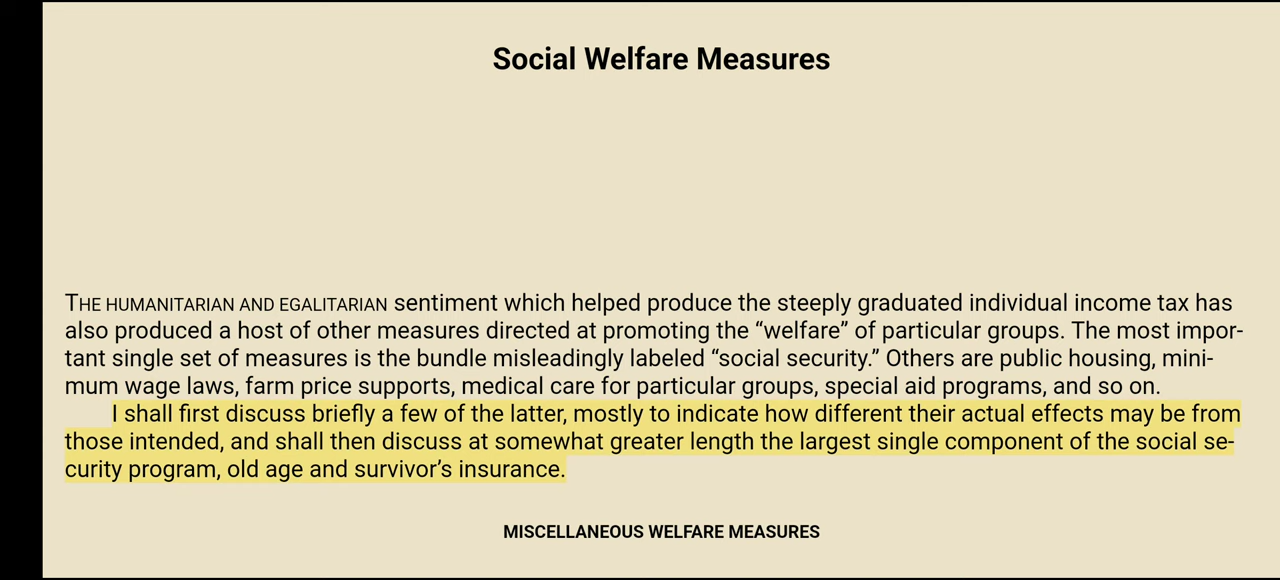 Social Welfare Measures
THE HUMANITARIAN AND EGALITARIAN sentiment which helped produce the steeply graduated individual income tax has
also produced a host of other measures directed at promoting the “welfare” of particular groups. The most impor-
tant single set of measures is the bundle misleadingly labeled “social security.” Others are public housing, mini-
mum wage laws, farm price supports, medical care for particular groups, special aid programs, and so on.
I shall first discuss briefly a few of the latter, mostly to indicate how different their actual effects may be from
those intended, and shall then discuss at somewhat greater length the largest single component of the social se-
curity program, old age and survivor’s insurance.
MISCELLANEOUS WELFARE MEASURES